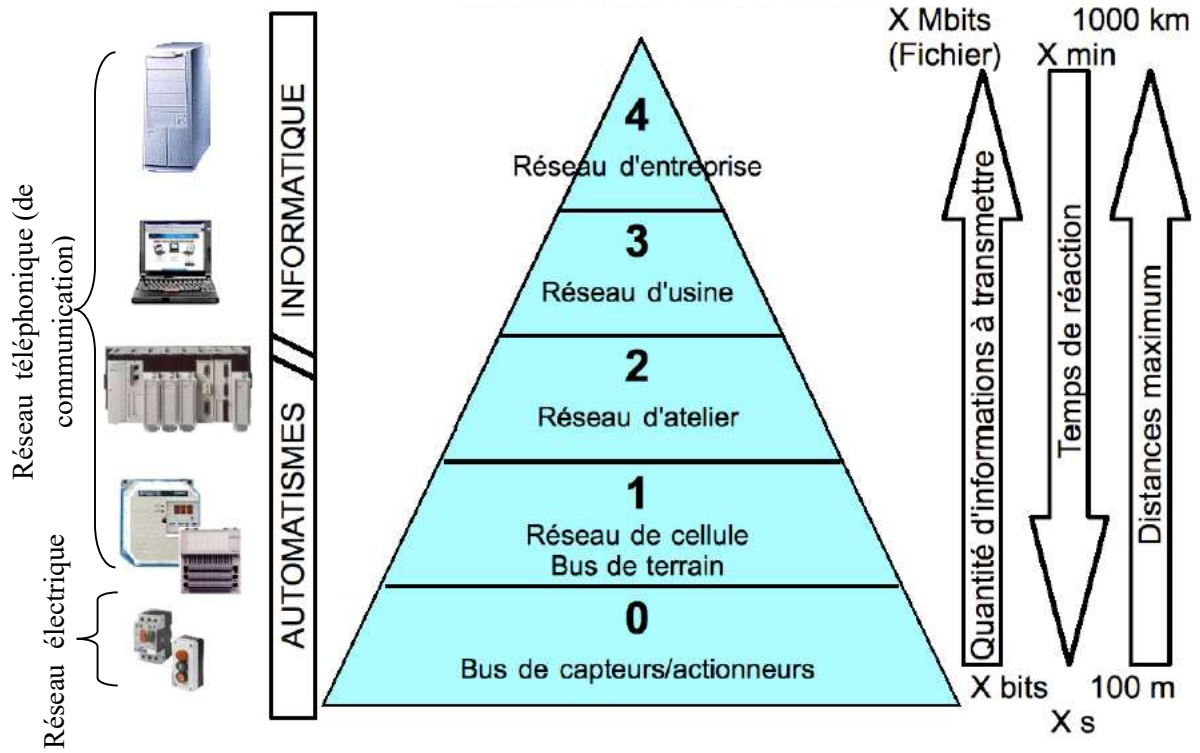 Réseau téléphonique (de
communication)
Réseau électrique
INFORMATIQUE
AUTOMATISMES
4
Réseau d'entreprise
3
Réseau d'usine
2
Réseau d'atelier
1
Réseau de cellule
Bus de terrain
0
Bus de capteurs/actionneurs
X Mbits
(Fichier)
X min
1000 km
Quantité d'informations à transmettre
Temps de réaction
Distances maximum
X bits
X s
100 m